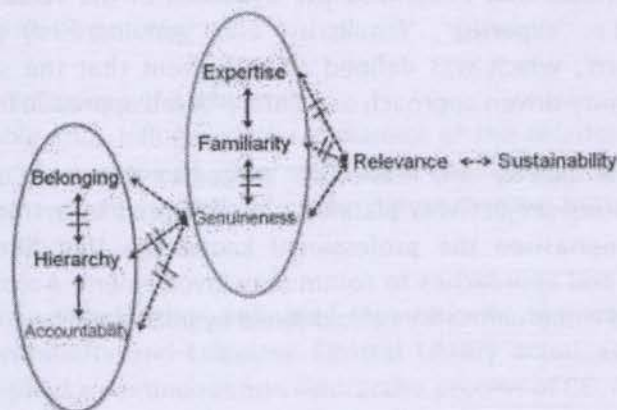 Expertise
Familiarity
Relevance
Sustainability
Belonging
Genuineness
Hierarchy
Accountability